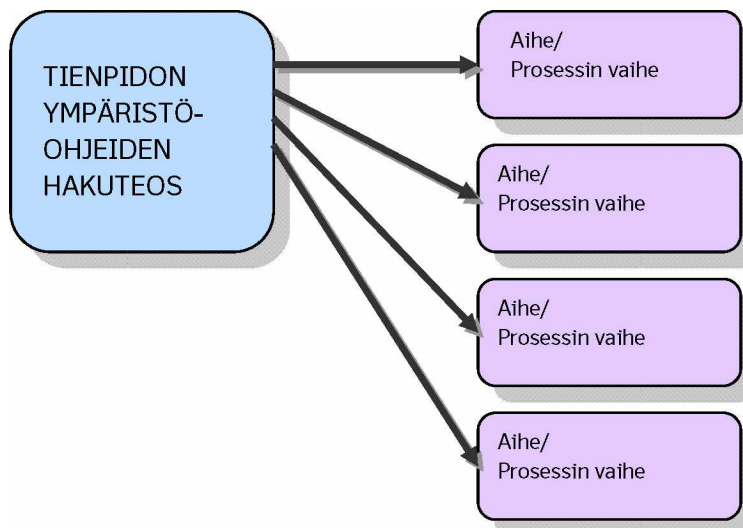 TIENPIDON
YMPÄRISTÖ-
OHJEIDEN
HAKUTEOS
Aihe/
Prosessin vaihe
Aihe/
Prosessin vaihe
Aihe/
Prosessin vaihe
Aihe/
Prosessin vaihe